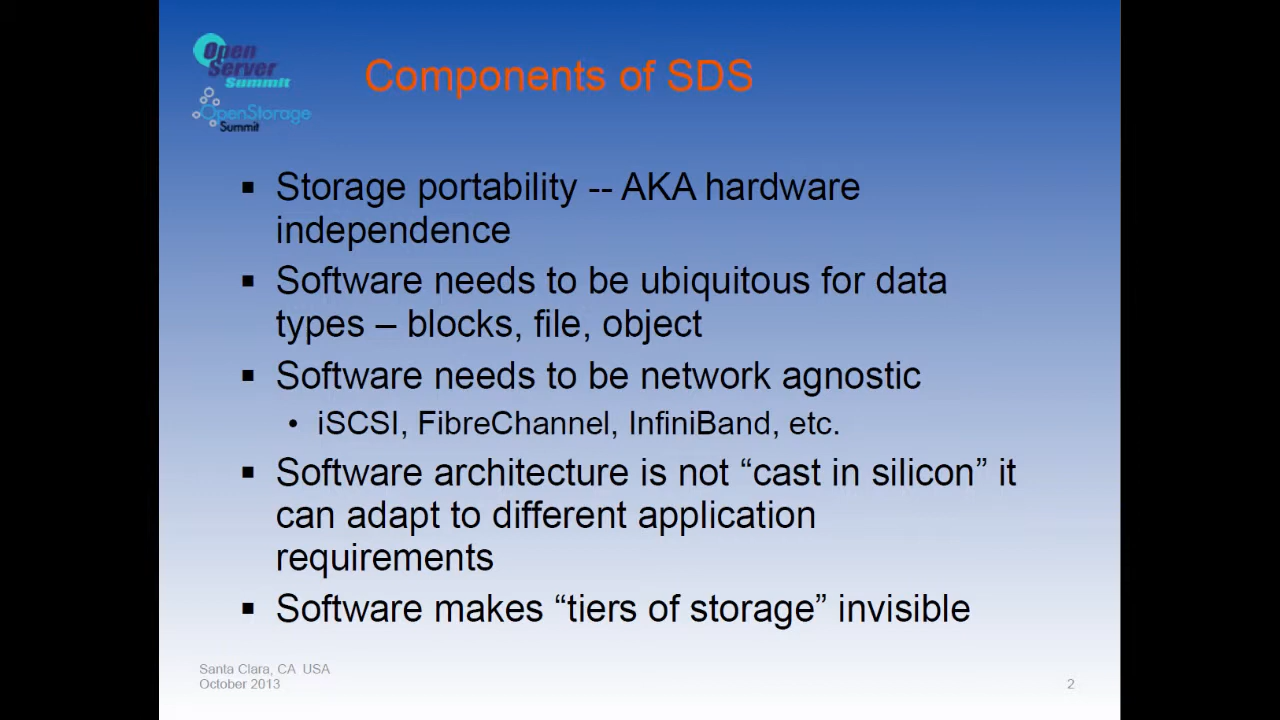 Open
Server
Summit
OpenStorage
Summit
Components of SDS
▪ Storage portability -- AKA hardware
independence
▪ Software needs to be ubiquitous for data
types – blocks, file, object
▪ Software needs to be network agnostic
• iSCSI, FibreChannel, InfiniBand, etc.
▪ Software architecture is not “cast in silicon” it
can adapt to different application
requirements
▪ Software makes “tiers of storage” invisible
Santa Clara, CA USA
October 2013
2